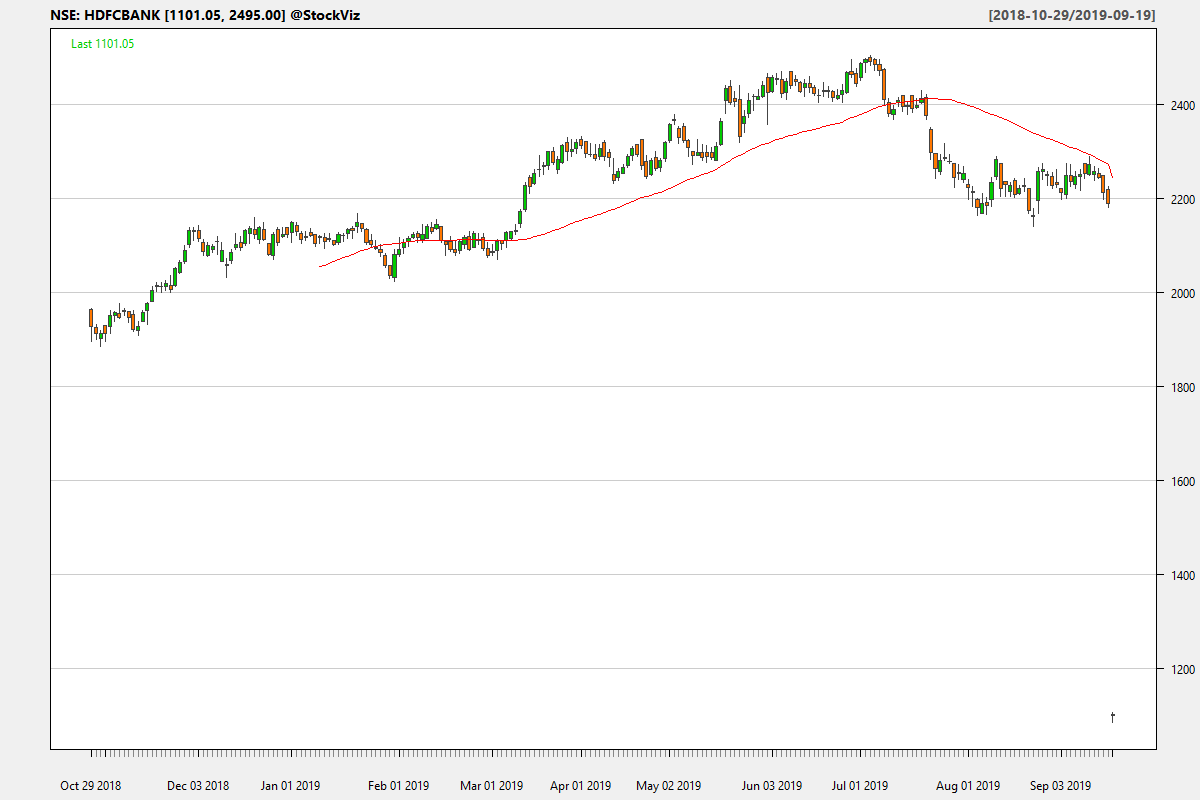 NSE: HDFCBANK [1101.05, 2495.00] @StockViz [2018-10-29/2019-09-19]
Last 1101.05
2400
2200
2000
1800
1600
1400
1200
Oct 29 2018 Dec 03 2018 Jan 01 2019 Feb 01 2019 Mar 01 2019 Apr 01 2019 May 02 2019 Jun 03 2019 Jul 01 2019 Aug 01 2019 Sep 03 2019